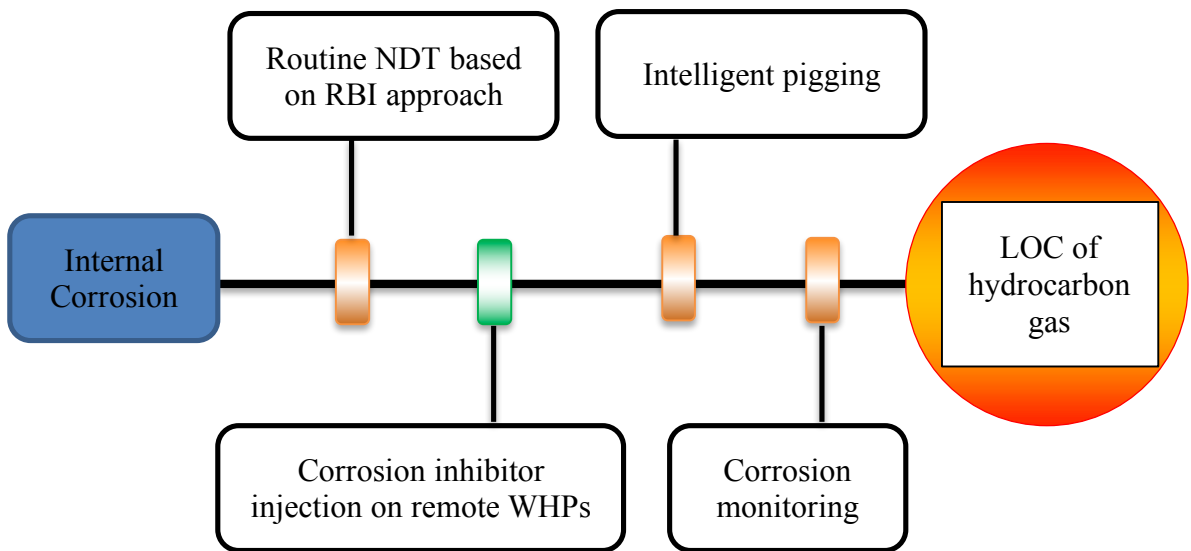 Routine NDT based
on RBI approach
Intelligent pigging
Internal
Corrosion
LOC of
hydrocarbon
gas
Corrosion inhibitor
injection on remote WHPs
Corrosion
monitoring